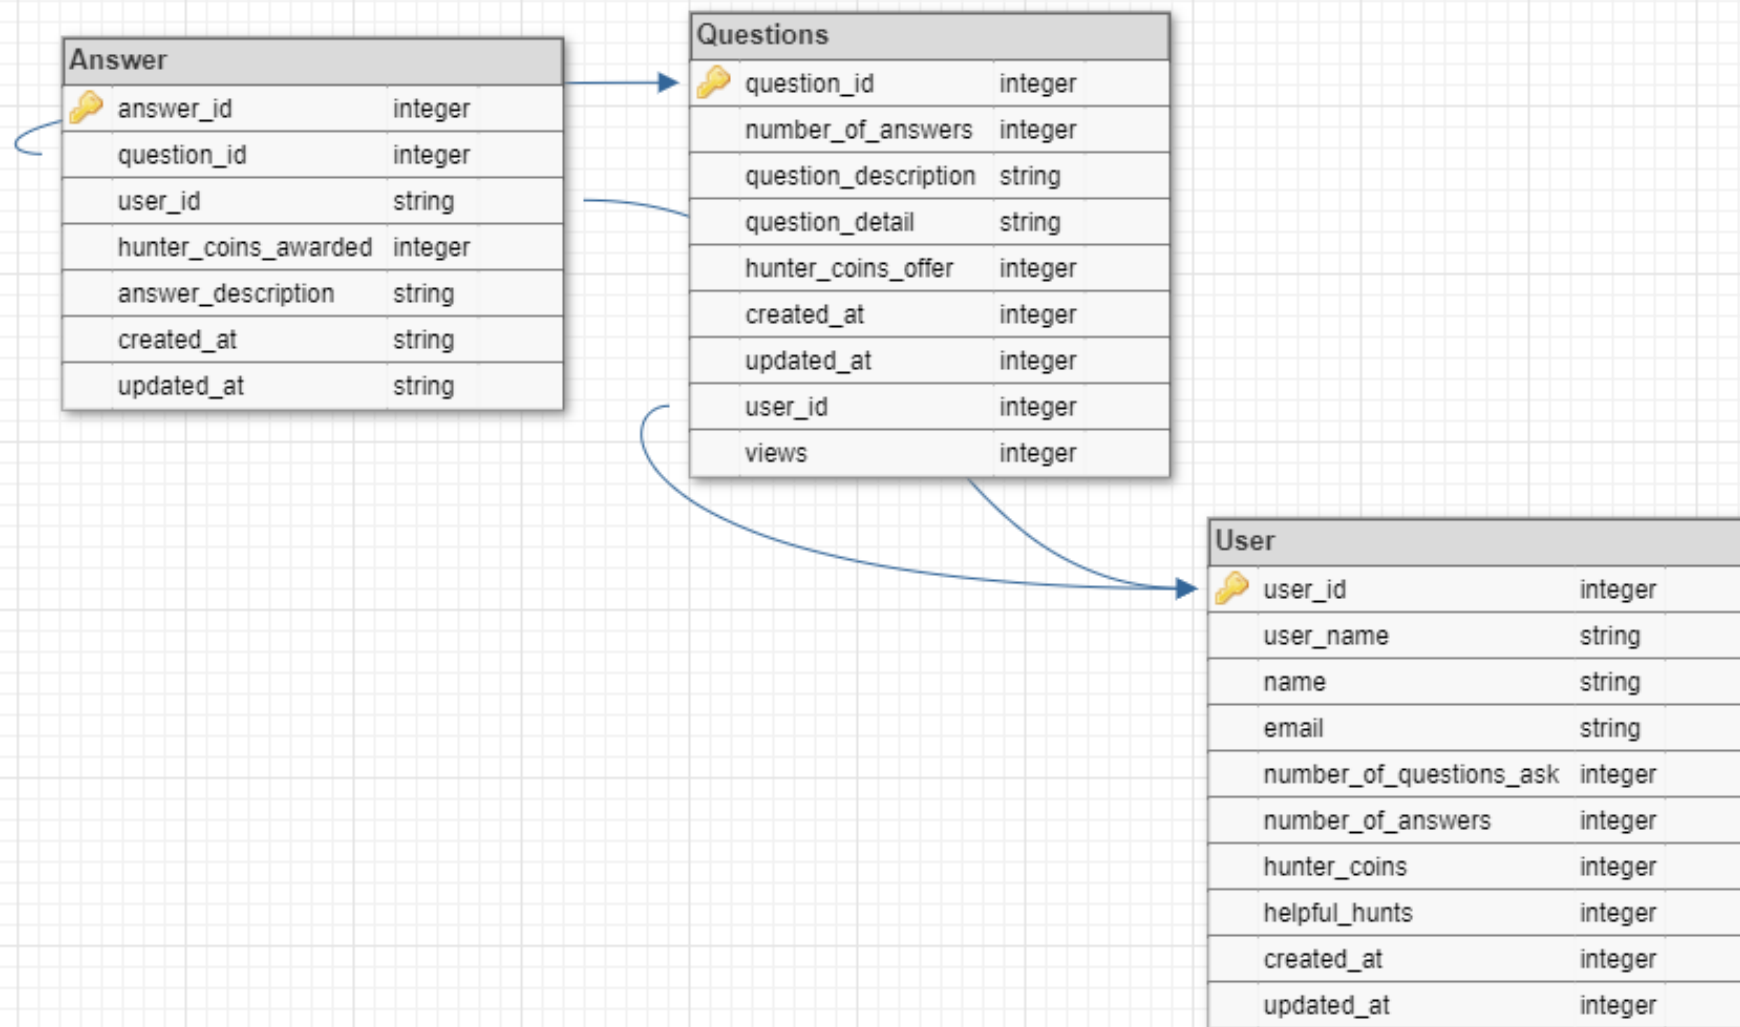 Answer
answer_id integer
question_id integer
user_id string
hunter_coins_awarded integer
answer_description string
created_at string
updated_at string
Questions
question_id integer
number_of_answers integer
question_description string
question_detail string
hunter_coins_offer integer
created_at integer
updated_at integer
user_id integer
views integer
User
user_id integer
user_name string
name string
email string
number_of_questions_ask integer
number_of_answers integer
hunter_coins integer
helpful_hunts integer
created_at integer
updated_at integer